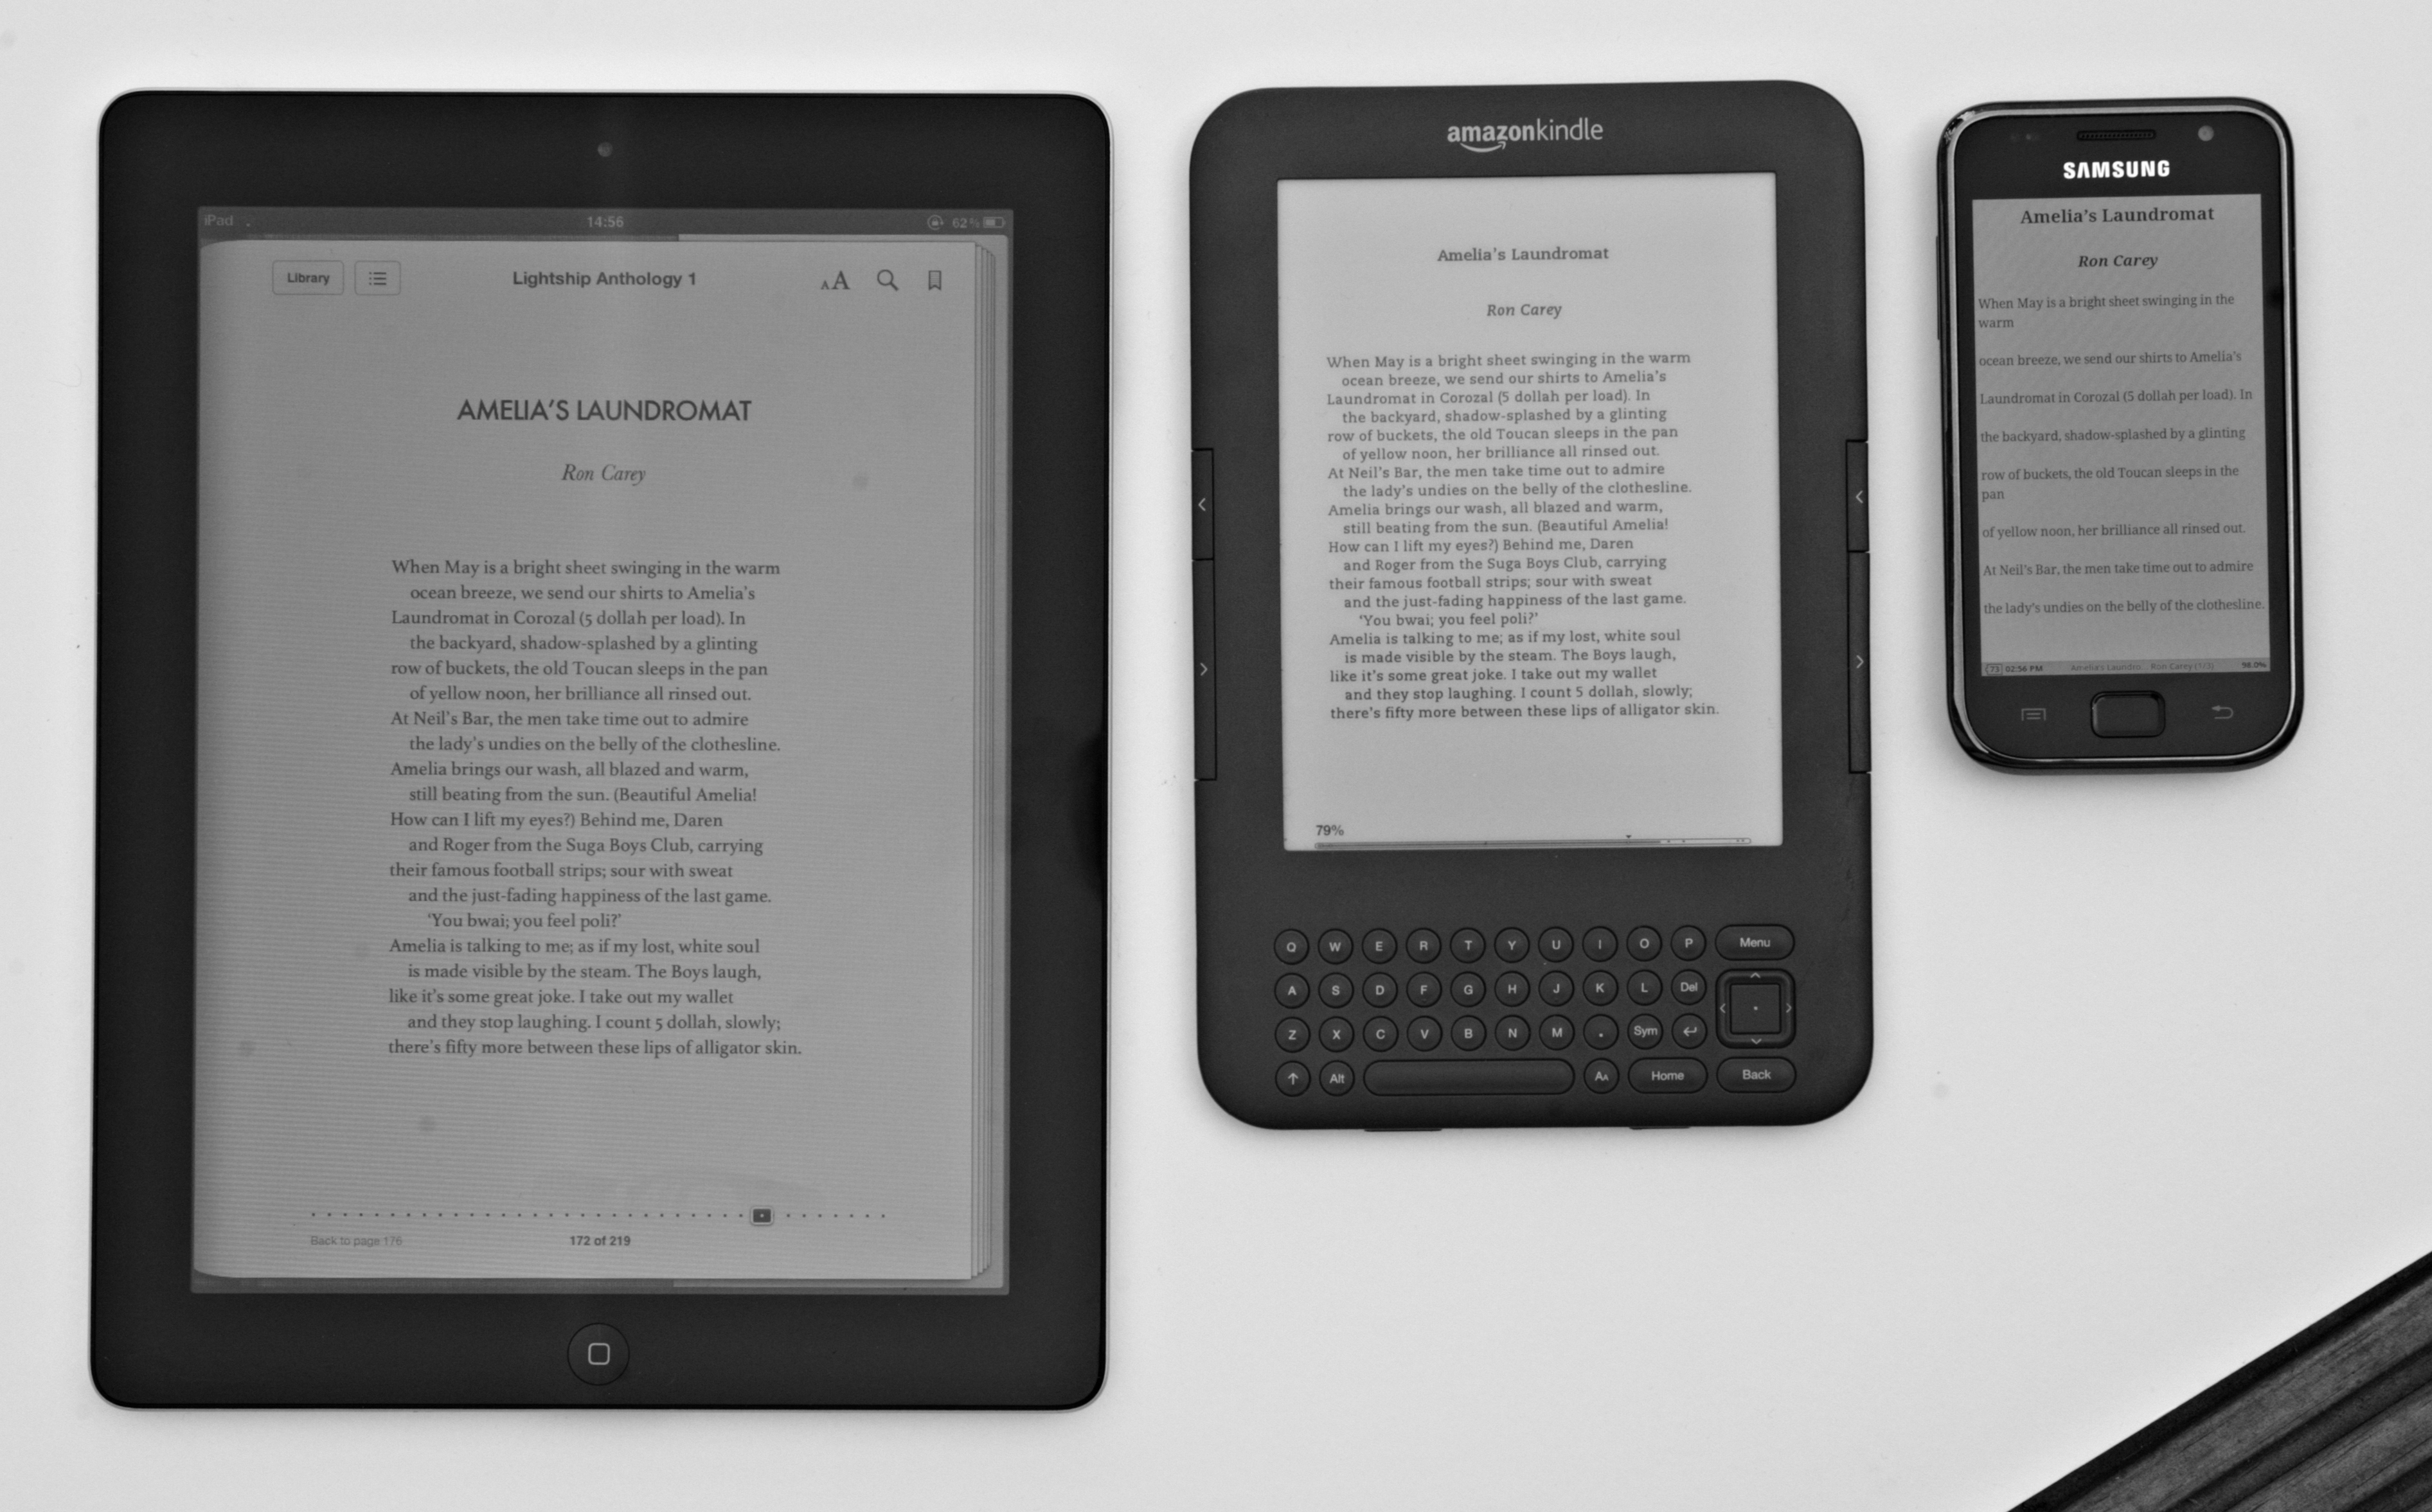 iPad
14:56
62%
Library
Lightship Anthology 1
AA
AMELIA'S LAUNDROMAT
Ron Carey
When May is a bright sheet swinging in the warm
ocean breeze, we send our shirts to Amelia's
Laundromat in Corozal (5 dollah per load). In
the backyard, shadow-splashed by a glinting
row of buckets, the old Toucan sleeps in the pan
of yellow noon, her brilliance all rinsed out.
At Neil's Bar, the men take time out to admire
the lady's undies on the belly of the clothesline.
Amelia brings our wash, all blazed and warm,
still beating from the sun. (Beautiful Amelia!
How can I lift my eyes?) Behind me, Daren
and Roger from the Suga Boys Club, carrying
their famous football strips; sour with sweat
and the just-fading happiness of the last game.
'You bwai; you feel poli?'
Amelia is talking to me; as if my lost, white soul
is made visible by the steam. The Boys laugh,
like it's some great joke. I take out my wallet
and they stop laughing. I count 5 dollah, slowly;
there's fifty more between these lips of alligator skin.
Back to page 176
172 of 219
amazonkindle
Amelia's Laundromat
Ron Carey
When May is a bright sheet swinging in the warm
ocean breeze, we send our shirts to Amelia's
Laundromat in Corozal (5 dollah per load). In
the backyard, shadow-splashed by a glinting
row of buckets, the old Toucan sleeps in the pan
of yellow noon, her brilliance all rinsed out.
At Neil's Bar, the men take time out to admire
the lady's undies on the belly of the clothesline.
Amelia brings our wash, all blazed and warm,
still beating from the sun. (Beautiful Amelia!
How can I lift my eyes?) Behind me, Daren
and Roger from the Suga Boys Club, carrying
their famous football strips; sour with sweat
and the just-fading happiness of the last game.
'You bwai; you feel poli?'
Amelia is talking to me; as if my lost, white soul
is made visible by the steam. The Boys laugh,
like it's some great joke. I take out my wallet
and they stop laughing. I count 5 dollah, slowly;
there's fifty more between these lips of alligator skin.
79%
Q W E R T Y U I O P Menu
A S D F G H J K L Del
Z X C V B N M . Sym
Alt AA Home Back
SAMSUNG
Amelia's Laundromat
Ron Carey
When May is a bright sheet swinging in the
warm
ocean breeze, we send our shirts to Amelia's
Laundromat in Corozal (5 dollah per load). In
the backyard, shadow-splashed by a glinting
row of buckets, the old Toucan sleeps in the
pan
of yellow noon, her brilliance all rinsed out.
At Neil's Bar, the men take time out to admire
the lady's undies on the belly of the clothesline.
73 02:56 PM Amelia's Laundro... Ron Carey (1/3) 98.0%